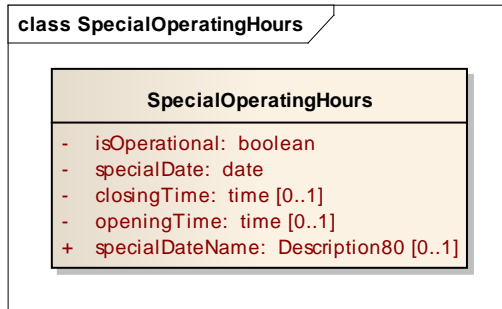 class SpecialOperatingHours
SpecialOperatingHours
- isOperational: boolean
- specialDate: date
- closingTime: time [0..1]
- openingTime: time [0..1]
+ specialDateName: Description80 [0..1]